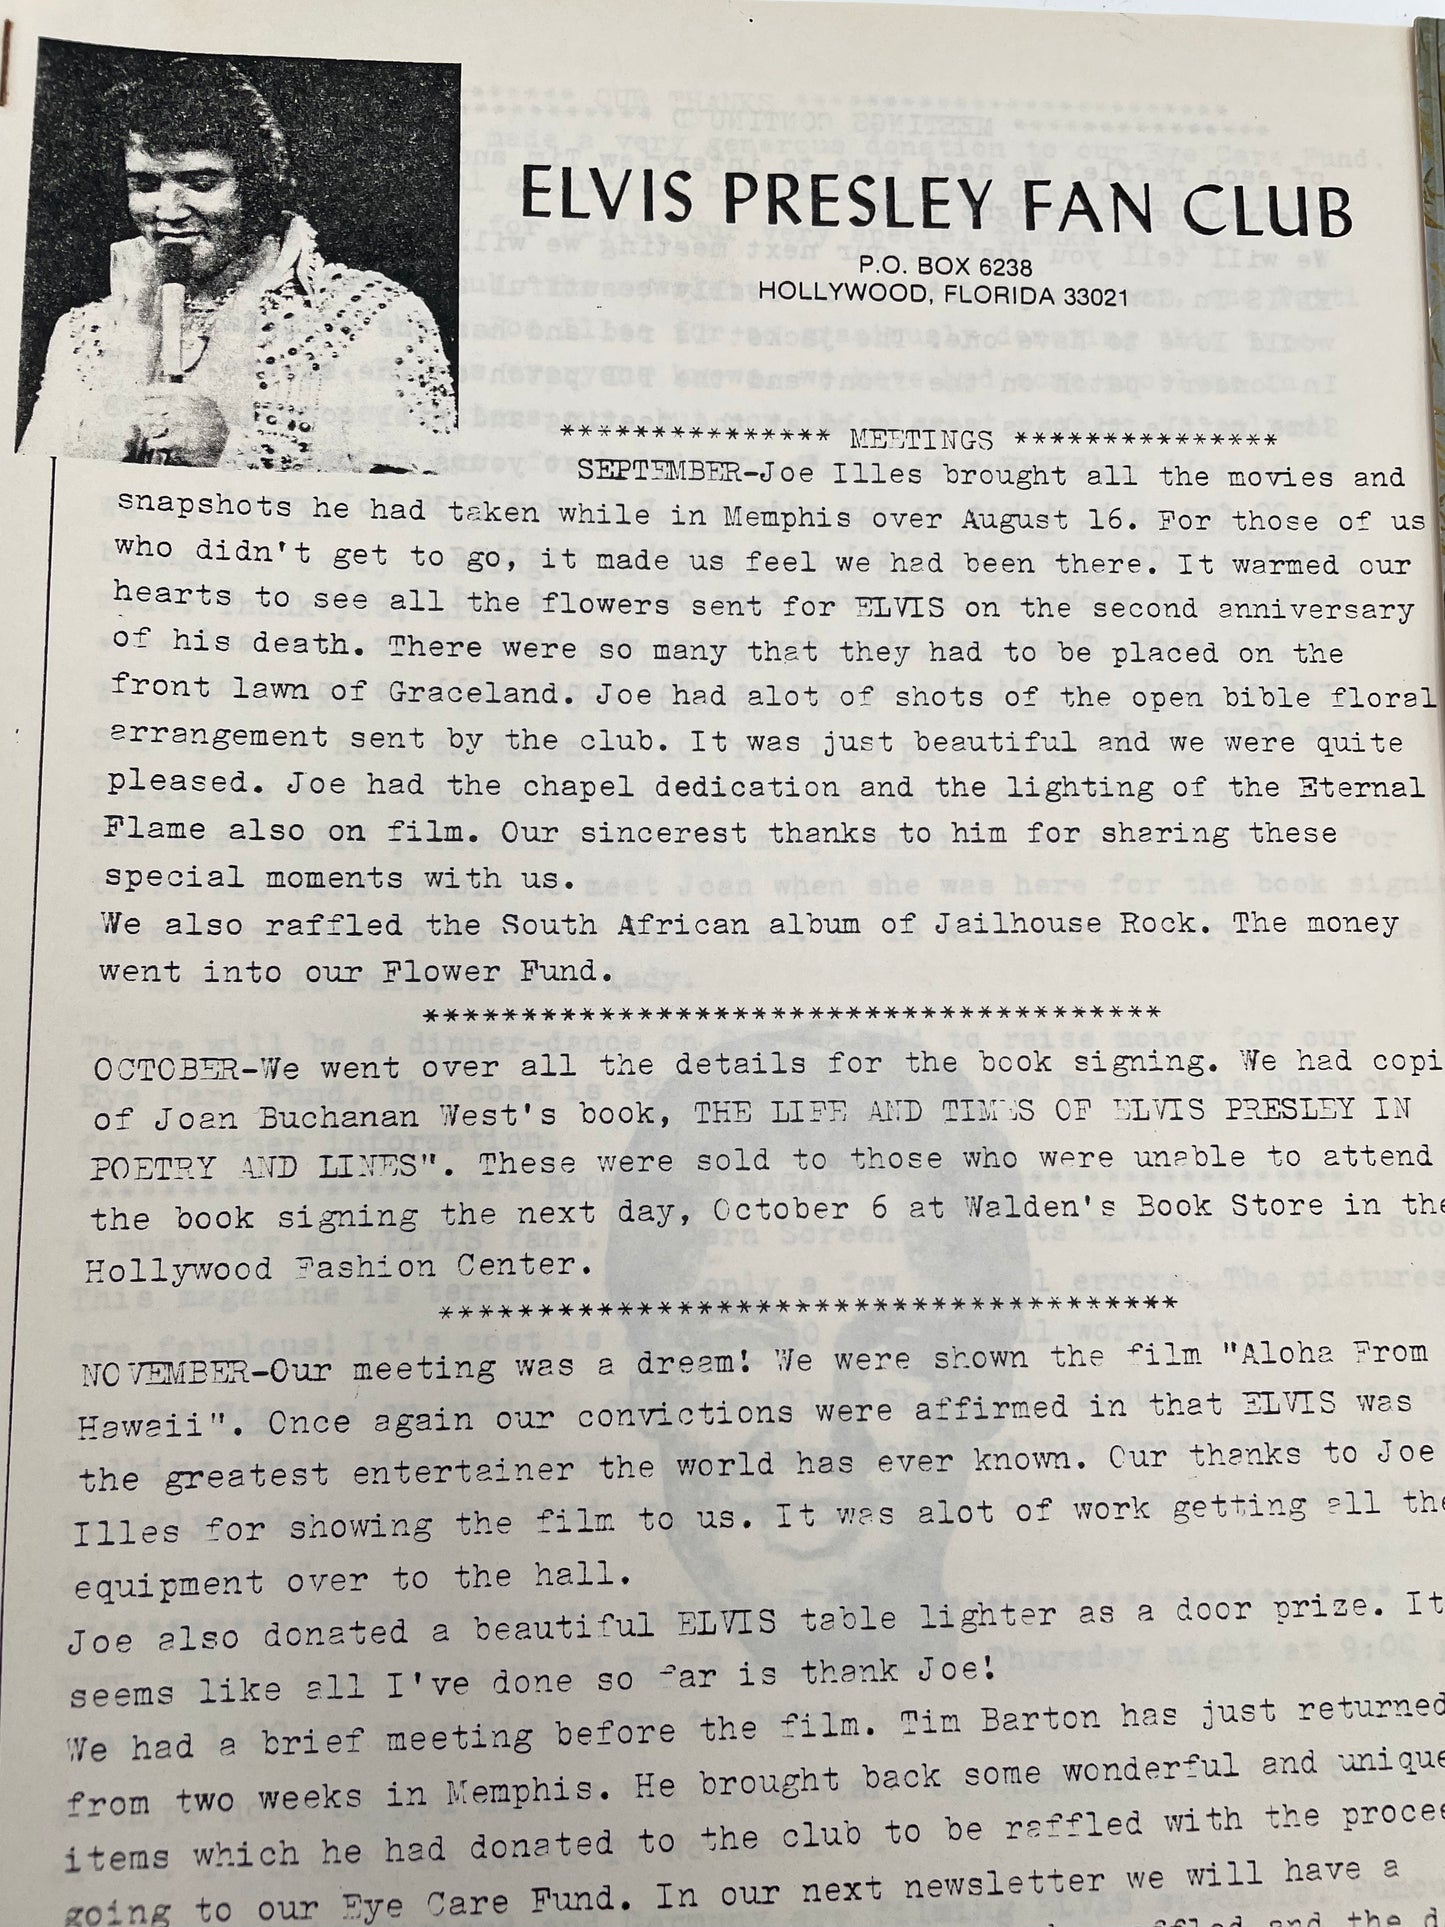 ELVIS PRESLEY FAN CLUB
P.O. BOX 6238
HOLLYWOOD, FLORIDA 33021
*************** MEETINGS ***************
SEPTEMBER-Joe Illes brought all the movies and
snapshots he had taken while in Memphis over August 16. For those of us
who didn't get to go, it made us feel we had been there. It warmed our
hearts to see all the flowers sent for ELVIS on the second anniversary
of his death. There were so many that they had to be placed on the
front lawn of Graceland. Joe had alot of shots of the open bible floral
arrangement sent by the club. It was just beautiful and we were quite
pleased. Joe had the chapel dedication and the lighting of the Eternal
Flame also on film. Our sincerest thanks to him for sharing these
special moments with us.
We also raffled the South African album of Jailhouse Rock. The money
went into our Flower Fund.
*****************************************
OCTOBER-We went over all the details for the book signing. We had copi
of Joan Buchanan West's book, THE LIFE AND TIMES OF ELVIS PRESLEY IN
POETRY AND LINES". These were sold to those who were unable to attend
the book signing the next day, October 6 at Walden's Book Store in the
Hollywood Fashion Center.
*****************************************
NOVEMBER-Our meeting was a dream! We were shown the film "Aloha From
Hawaii". Once again our convictions were affirmed in that ELVIS was
the greatest entertainer the world has ever known. Our thanks to Joe
Illes for showing the film to us. It was alot of work getting all the
equipment over to the hall.
Joe also donated a beautiful ELVIS table lighter as a door prize. It
seems like all I've done so far is thank Joe!
We had a brief meeting before the film. Tim Barton has just returned
from two weeks in Memphis. He brought back some wonderful and unique
items which he had donated to the club to be raffled with the procee
going to our Eye Care Fund. In our next newsletter we will have a
and the